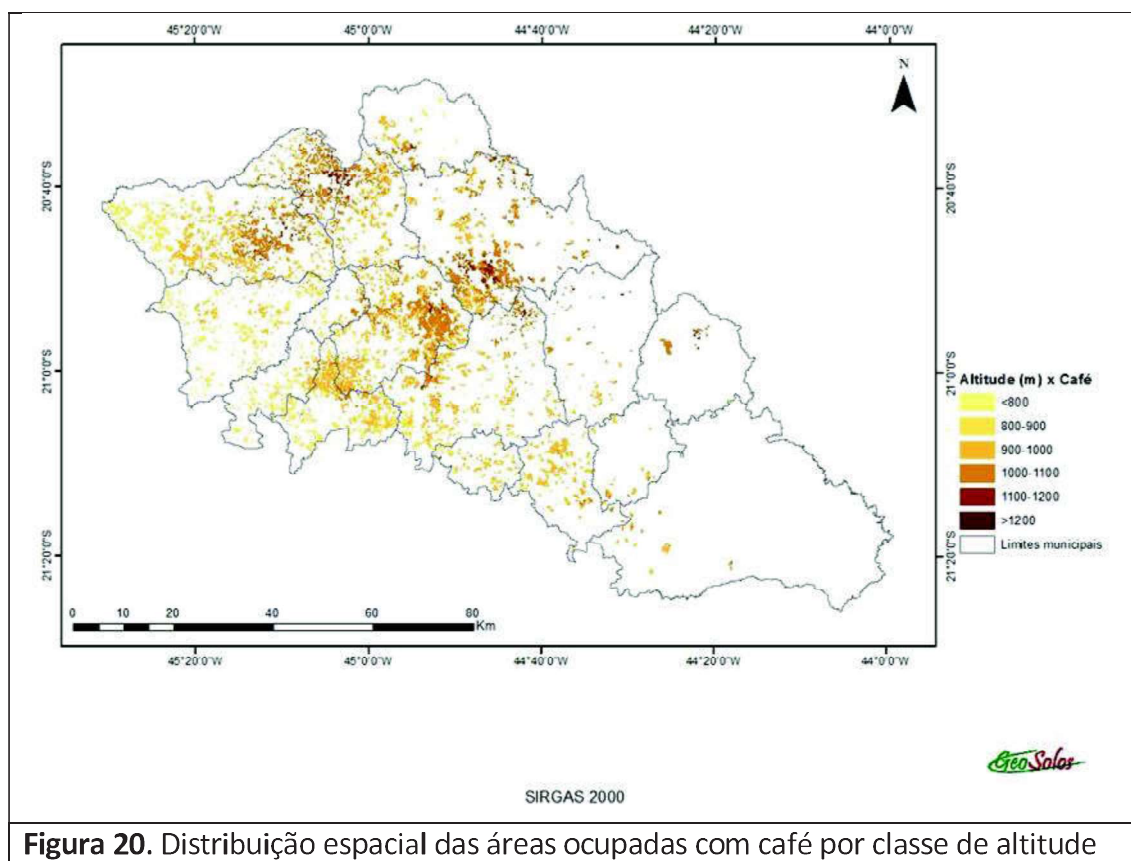 45°20'0"W 45°0'0"W 44°40'0"W 44°20'0"W 44°0'0"W
N
20°40'0"S 20°40'0"S
21°0'0"S 21°0'0"S
21°20'0"S 21°20'0"S
Altitude (m) x Café
<800
800-900
900-1000
1000-1100
1100-1200
>1200
Limites municipais
0 10 20 40 60 80
Km
45°20'0"W 45°0'0"W 44°40'0"W 44°20'0"W 44°0'0"W
GeoSolos
SIRGAS 2000
Figura 20. Distribuição espacial das áreas ocupadas com café por classe de altitude